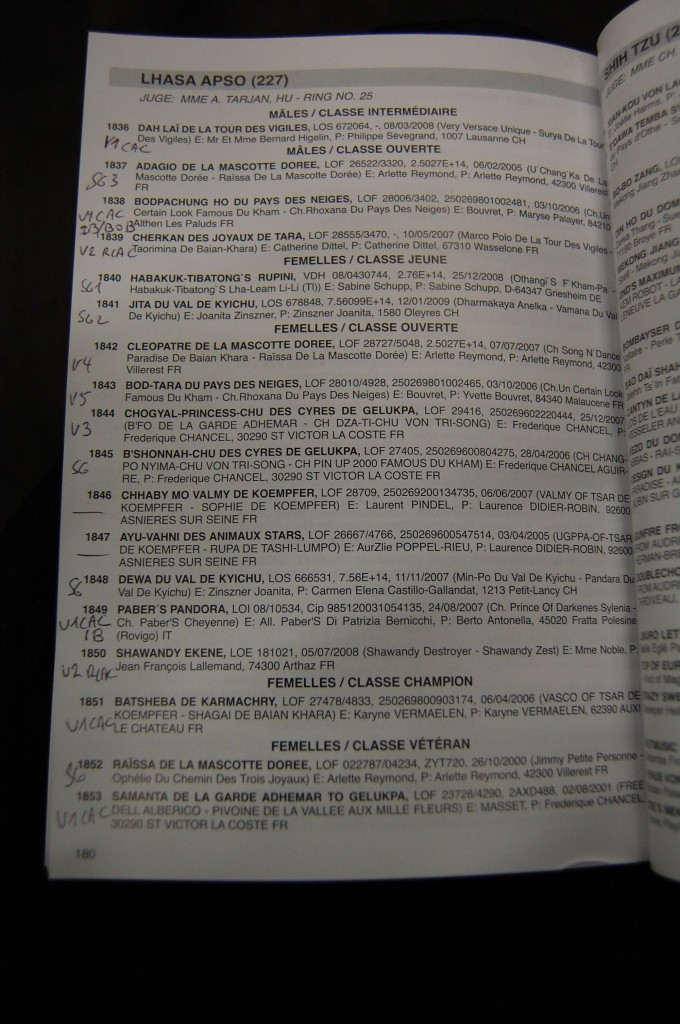 LHASA APSO (227)
JUGE: MME A. TARJAN, HU - RING NO. 25
MÂLES / CLASSE INTERMÉDIAIRE
1836 DAH LAÏ DE LA TOUR DES VIGILES, LOS 672064, -, 08/03/2008 (Very Versace Unique - Surya De La Tour
Des Vigiles) E: Mr Et Mme Bernard Higelin, P: Philippe Sèvegrand, 1007 Lausanne CH
V1CAC
MÂLES / CLASSE OUVERTE
1837 ADAGIO DE LA MASCOTTE DOREE, LOF 26522/3320, 2.5027E+14, 06/02/2005 (U´Chang´Ka De La
SG3 Mascotte Dorée - Raïssa De La Mascotte Dorée) E: Arlette Reymond, P: Arlette Reymond, 42300 Villerest
FR
1838 BODPACHUNG HO DU PAYS DES NEIGES, LOF 28006/3402, 250269801002481, 03/10/2006 (Ch.Un
V1CAC Certain Look Famous Du Kham - Ch.Rhoxana Du Pays Des Neiges) E: Bouvret, P: Maryse Palayer, 84210
IB/BOB Althen Les Paluds FR
1839 CHERKAN DES JOYAUX DE TARA, LOF 28555/3470, -, 10/05/2007 (Marco Polo De La Tour Des Vigiles -
V2 RCAC Taorimina De Baian-Khara) E: Catherine Dittel, P: Catherine Dittel, 67310 Wasselone FR
FEMELLES / CLASSE JEUNE
1840 HABAKUK-TIBATONG´S RUPINI, VDH 08/0430744, 2.76E+14, 25/12/2008 (Othangi´S F´Kham-Pa -
SG1 Habakuk-Tibatong´S Lha-Leam Li-Li (TI)) E: Sabine Schupp, P: Sabine Schupp, D-64347 Griesheim DE
1841 JITA DU VAL DE KYICHU, LOS 678848, 7.56099E+14, 12/01/2009 (Dharmakaya Anelka - Vamana Du Val
SG2 De Kyichu) E: Joanita Zinszner, P: Zinszner Joanita, 1580 Oleyres CH
FEMELLES / CLASSE OUVERTE
1842 CLEOPATRE DE LA MASCOTTE DOREE, LOF 28727/5048, 2.5027E+14, 07/07/2007 (Ch Song N´Dance
V4 Paradise De Baian Khara - Raïssa De La Mascotte Dorée) E: Arlette Reymond, P: Arlette Reymond, 42300
Villerest FR
1843 BOD-TARA DU PAYS DES NEIGES, LOF 28010/4928, 250269801002465, 03/10/2006 (Ch.Un Certain Look
V5 Famous Du Kham - Ch.Rhoxana Du Pays Des Neiges) E: Bouvret, P: Yvette Bouvret, 84340 Malaucene FR
1844 CHOGYAL-PRINCESS-CHU DES CYRES DE GELUKPA, LOF 29416, 250269602220444, 25/12/2007
V3 (B'FO DE LA GARDE ADHEMAR - CH DZA-TI-CHU VON TRI-SONG) E: Frederique CHANCEL, P:
Frederique CHANCEL, 30290 ST VICTOR LA COSTE FR
1845 B'SHONNAH-CHU DES CYRES DE GELUKPA, LOF 27405, 250269600804275, 28/04/2006 (CH CHANG-
SG PO NYIMA-CHU VON TRI-SONG - CH PIN UP 2000 FAMOUS DU KHAM) E: Frederique CHANCEL AGUIR-
RE, P: Frederique CHANCEL, 30290 ST VICTOR LA COSTE FR
1846 CHHABY MO VALMY DE KOEMPFER, LOF 28709, 250269200134735, 06/06/2007 (VALMY OF TSAR DE
KOEMPFER - SOPHIE DE KOEMPFER) E: Laurent PINDEL, P: Laurence DIDIER-ROBIN, 92600
ASNIERES SUR SEINE FR
1847 AYU-VAHNI DES ANIMAUX STARS, LOF 26667/4766, 250269600547514, 03/04/2005 (UGPPA-OF-TSAR
DE KOEMPFER - RUPA DE TASHI-LUMPO) E: AurZlie POPPEL-RIEU, P: Laurence DIDIER-ROBIN, 92600
ASNIERES SUR SEINE FR
1848 DEWA DU VAL DE KYICHU, LOS 666531, 7.56E+14, 11/11/2007 (Min-Po Du Val De Kyichu - Pandara Du
SG Val De Kyichu) E: Zinszner Joanita, P: Carmen Elena Castillo-Gallandat, 1213 Petit-Lancy CH
1849 PABER´S PANDORA, LOI 08/10534, Cip 985120031054135, 24/08/2007 (Ch. Prince Of Darkenes Sylenia -
V1CAC Ch. Paber'S Cheyenne) E: All. Paber'S Di Patrizia Bernicchi, P: Berto Antonella, 45020 Fratta Polesine
IB (Rovigo) IT
1850 SHAWANDY EKENE, LOE 181021, 05/07/2008 (Shawandy Destroyer - Shawandy Zest) E: Mme Noble, P:
V2 RCAC Jean François Lallemand, 74300 Arthaz FR
FEMELLES / CLASSE CHAMPION
1851 BATSHEBA DE KARMACHRY, LOF 27478/4833, 250269800903174, 06/04/2006 (VASCO OF TSAR DE
KOEMPFER - SHAGAI DE BAIAN KHARA) E: Karyne VERMAELEN, P: Karyne VERMAELEN, 62390 AUXI
V1CAC LE CHATEAU FR
FEMELLES / CLASSE VÉTÉRAN
1852 RAÏSSA DE LA MASCOTTE DOREE, LOF 022787/04234, ZYT720, 26/10/2000 (Jimmy Petite Personne -
SG Ophélie Du Chemin Des Trois Joyaux) E: Arlette Reymond, P: Arlette Reymond, 42300 Villerest FR
1853 SAMANTA DE LA GARDE ADHEMAR TO GELUKPA, LOF 23728/4290, 2AXD488, 02/08/2001 (FREE
V1CAC DELL ALBERICO - PIVOINE DE LA VALLEE AUX MILLE FLEURS) E: MASSET, P: Frederique CHANCEL,
30290 ST VICTOR LA COSTE FR
180
SHIH TZU (2
JUGE: MME CH